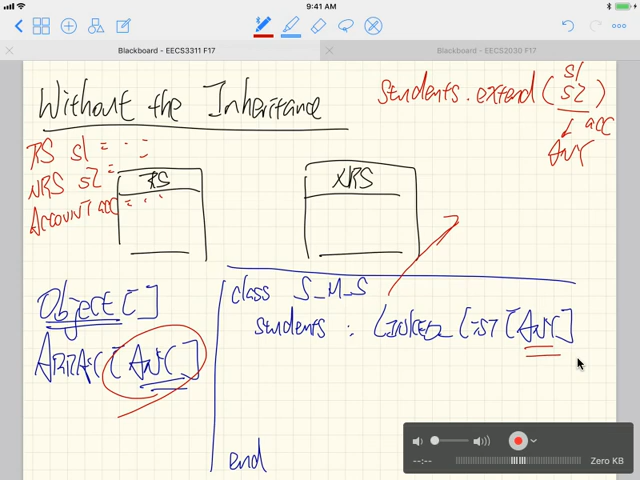 9:41 AM
Blackboard - EECS3311 F17
Blackboard - EECS2030 F17
Without the Inheritance
students.extend(s2)
s1
acc
ANY
RS s1 = ..
NRS s2 =
ACCOUNT acc = ...
RS
NRS
Object[]
ARRAY[ANY]
class S_M_S
students : LINKED_LIST[ANY]
end
--:--
Zero KB